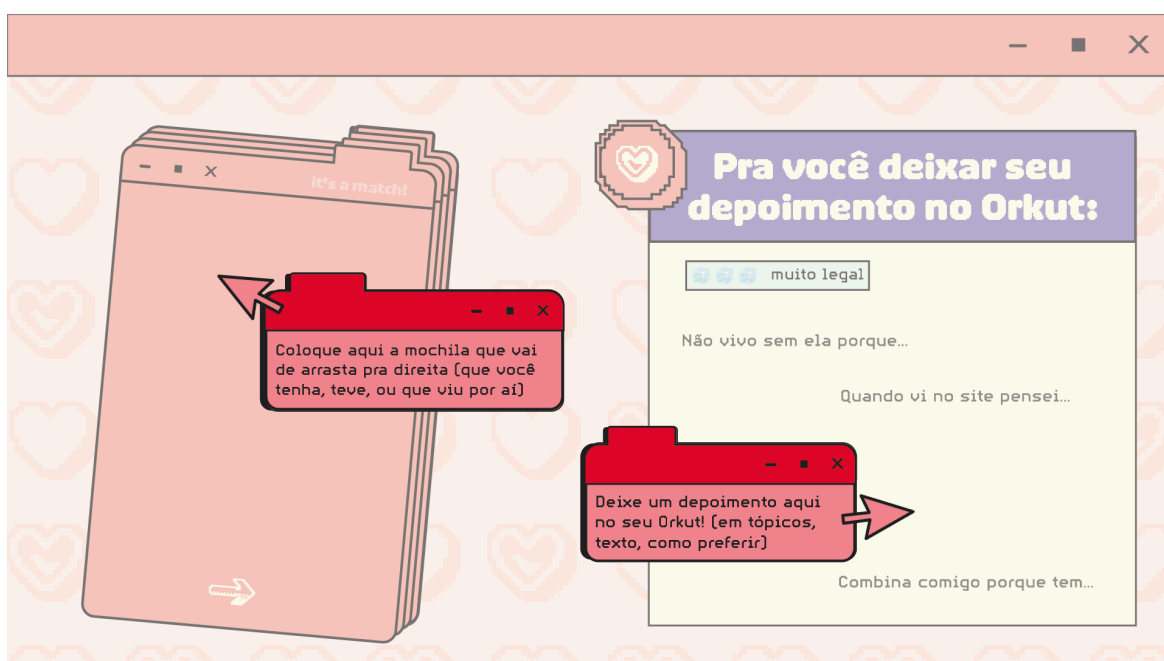 it's a match!
Coloque aqui a mochila que vai
de arrasta pra direita (que você
tenha, teve, ou que viu por aí)
Pra você deixar seu
depoimento no Orkut:
muito legal
Não vivo sem ela porque...
Quando vi no site pensei...
Deixe um depoimento aqui
no seu Orkut! (em tópicos,
texto, como preferir)
Combina comigo porque tem...